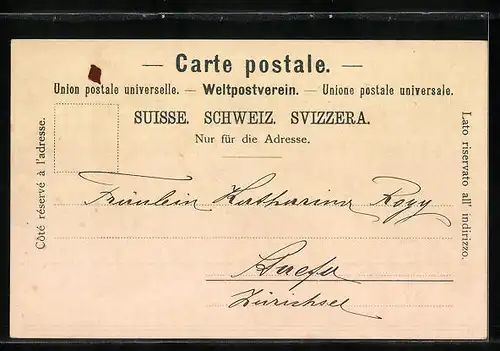 — Carte postale. —
Union postale universelle. — Weltpostverein. — Unione postale universale.
SUISSE. SCHWEIZ. SVIZZERA.
Nur für die Adresse.
Côté réservé à l'adresse.
Lato riservato all' indirizzo.
Fräulein Katharina Rogy
Staefa
Zürichsee